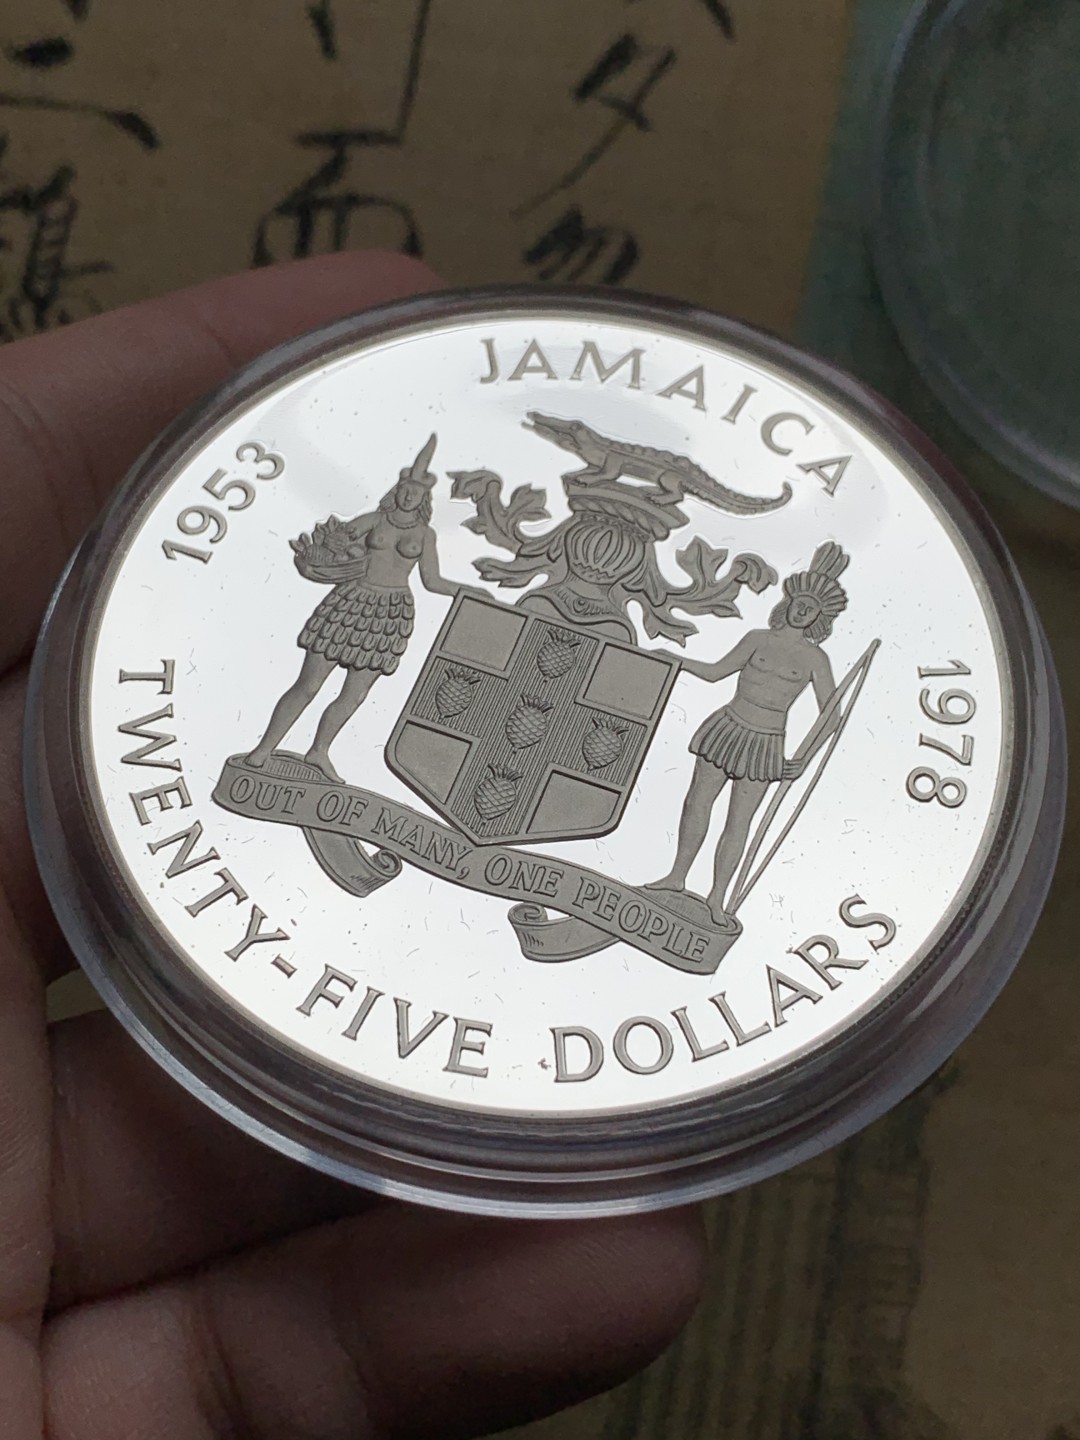 JAMAICA
1953
1978
OUT OF MANY, ONE PEOPLE
TWENTY-FIVE DOLLARS